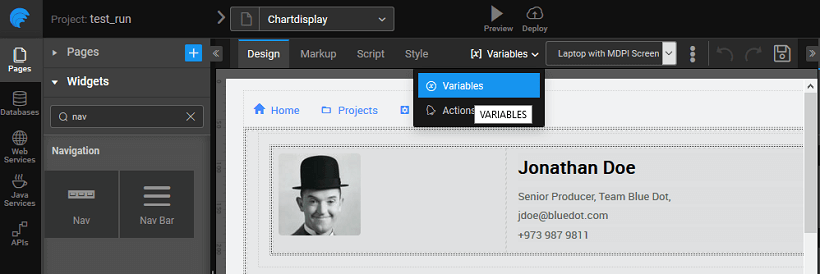 Project: test_run
Chartdisplay
Preview
Deploy
Pages
Databases
Web
Services
Java
Services
APIs
Pages
Widgets
nav
Navigation
Nav
Nav Bar
Design
Markup
Script
Style
Variables
Laptop with MDPI Screen
Variables
Actions
VARIABLES
Home
Projects
Jonathan Doe
Senior Producer, Team Blue Dot,
jdoe@bluedot.com
+973 987 9811